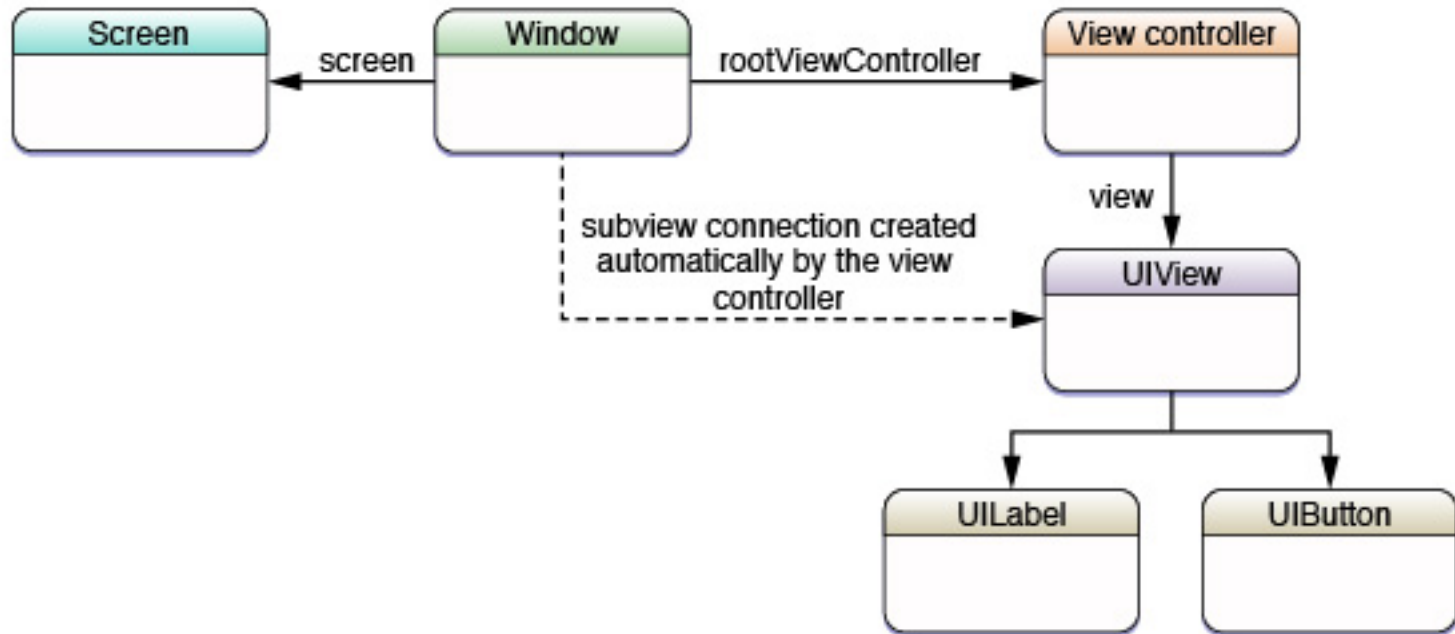 Screen
Window
View controller
screen
rootViewController
view
subview connection created
automatically by the view
controller
UIView
UILabel
UIButton